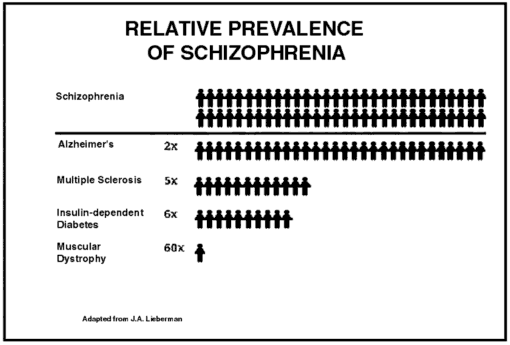 RELATIVE PREVALENCE
OF SCHIZOPHRENIA
Schizophrenia
Alzheimer's 2x
Multiple Sclerosis 5x
Insulin-dependent
Diabetes 6x
Muscular
Dystrophy 60x
Adapted from J.A. Lieberman